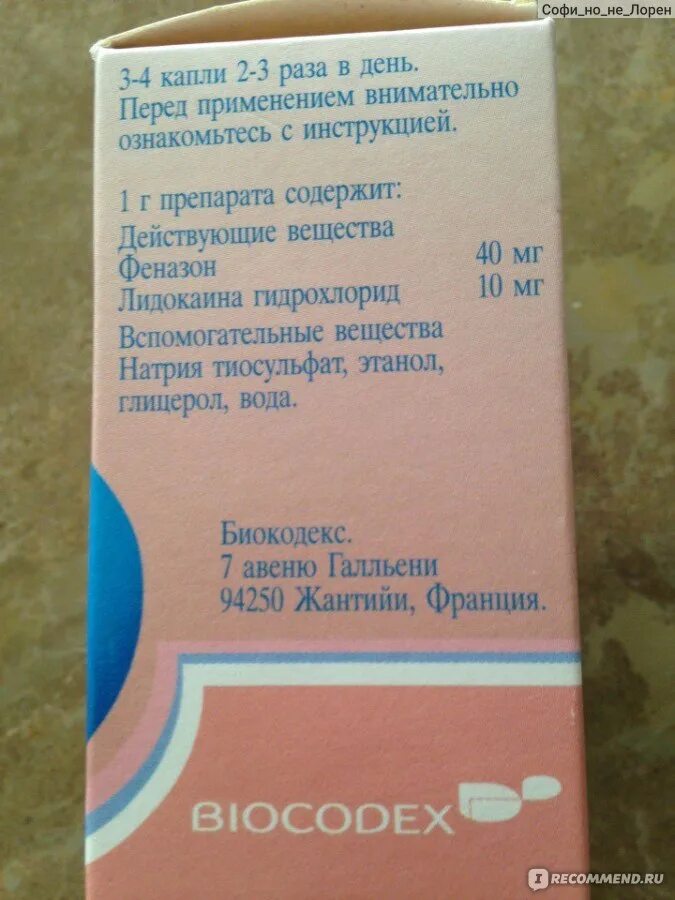 Софи_но_не_Лорен
3-4 капли 2-3 раза в день.
Перед применением внимательно
ознакомьтесь с инструкцией.
1 г препарата содержит:
Действующие вещества
Феназон 40 мг
Лидокаина гидрохлорид 10 мг
Вспомогательные вещества
Натрия тиосульфат, этанол,
глицерол, вода.
Биокодекс.
7 авеню Галльени
94250 Жантийи, Франция.
BIOCODEX
IRECOMMEND.RU